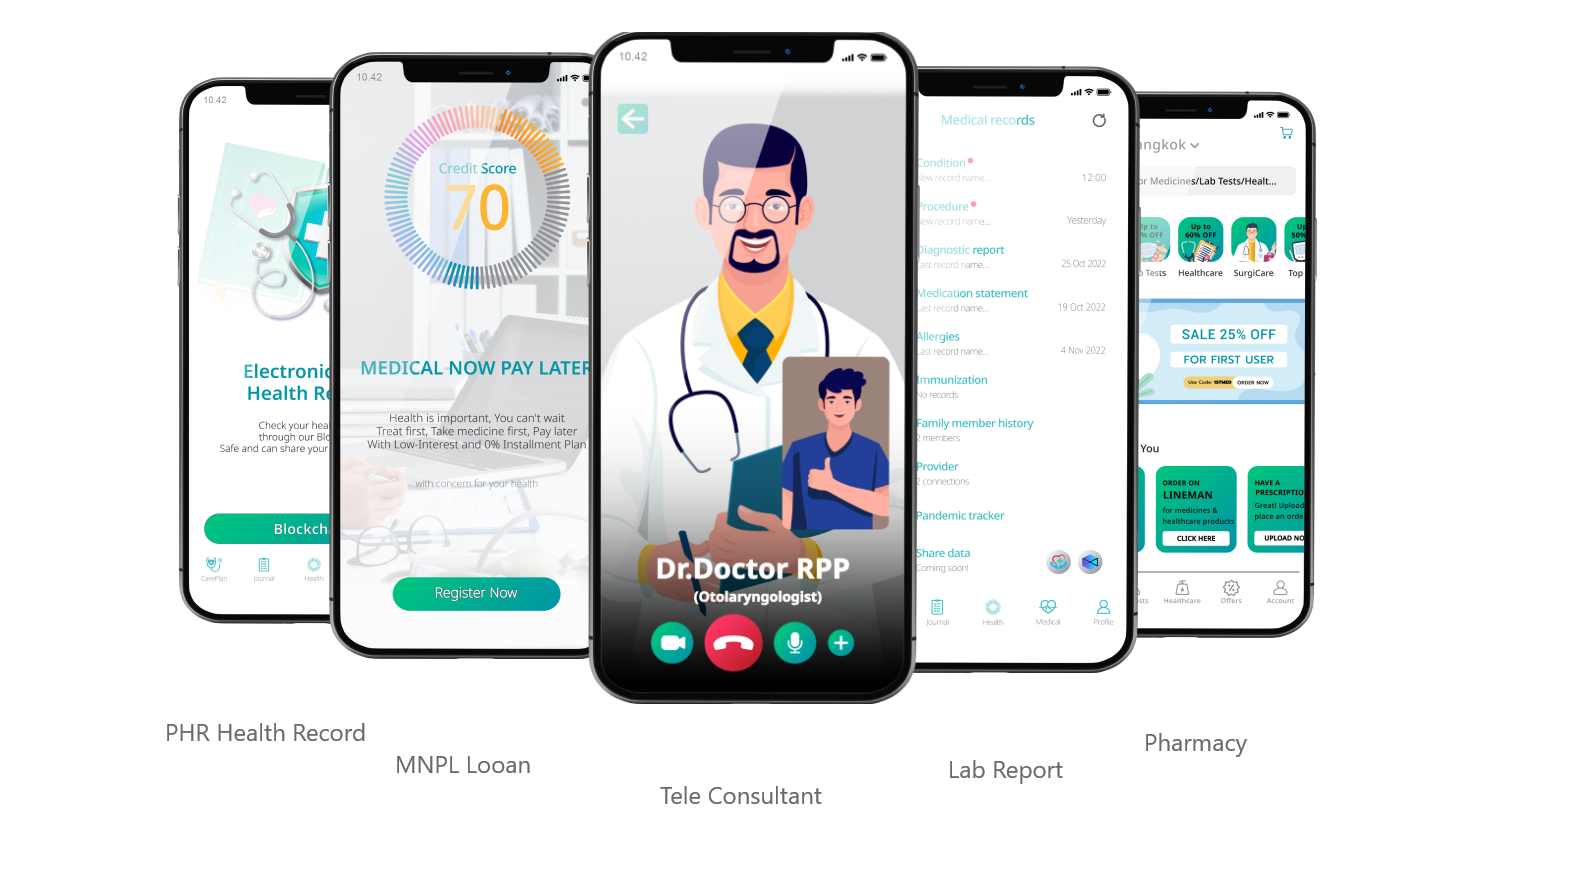 10.42
Electronic
Health Re
Check your hea
through our Blo
Safe and can share your
Blockch
CarePlan
Journal
Health
10.42
Credit Score
70
MEDICAL NOW PAY LATER
Health is important, You can't wait
Treat first, Take medicine first, Pay later
With Low-Interest and 0% Installment Plan
with concern for your health
Register Now
10.42
Dr.Doctor RPP
(Otolaryngologist)
Medical records
Condition
New record name...
12:00
Procedure
New record name...
Yesterday
Diagnostic report
Last record name...
25 Oct 2022
Medication statement
Last record name...
19 Oct 2022
Allergies
Last record name...
4 Nov 2022
Immunization
No records
Family member history
2 members
Provider
2 connections
Pandemic tracker
Share data
Coming soon!
Journal
Health
Medical
Profile
angkok
or Medicines/Lab Tests/Healt...
Up to
% OFF
Up to
60% OFF
Up
50%
Tests
Healthcare
SurgiCare
Top
SALE 25% OFF
FOR FIRST USER
Use Code: 1STMED
ORDER NOW
You
ORDER ON
LINEMAN
for medicines &
healthcare products
CLICK HERE
HAVE A
PRESCRIPTIO
Great! Upload
place an orde
UPLOAD NO
ests
Healthcare
Offers
Account
PHR Health Record
MNPL Looan
Tele Consultant
Lab Report
Pharmacy